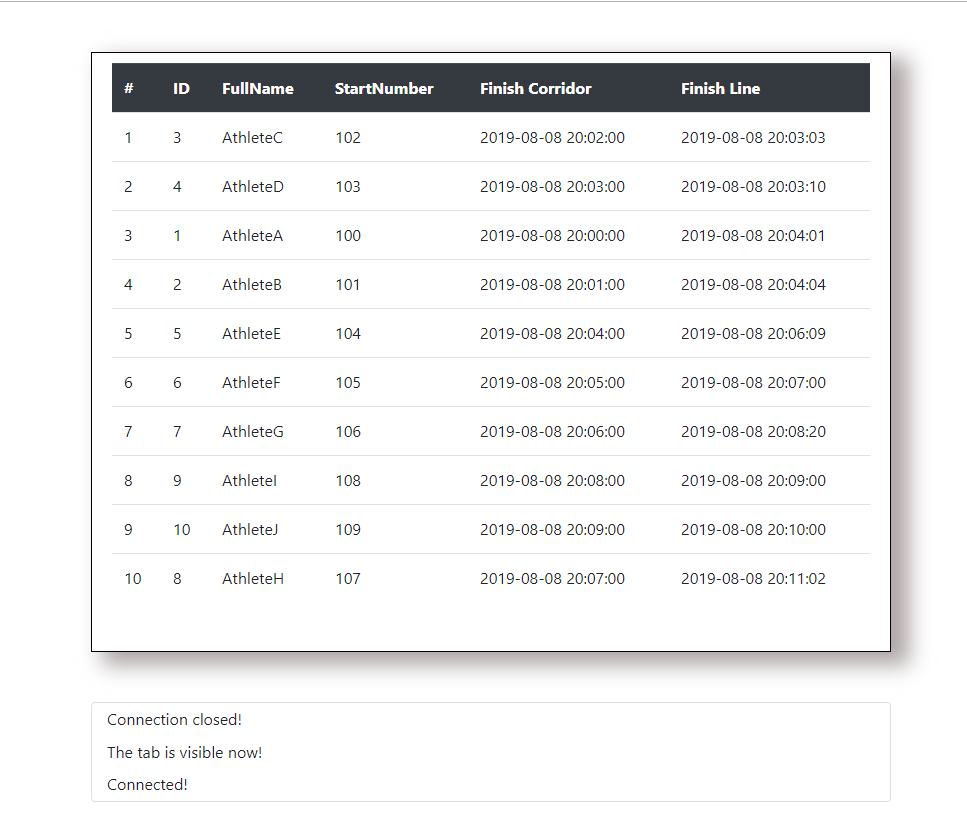 # ID FullName StartNumber Finish Corridor Finish Line
1 3 AthleteC 102 2019-08-08 20:02:00 2019-08-08 20:03:03
2 4 AthleteD 103 2019-08-08 20:03:00 2019-08-08 20:03:10
3 1 AthleteA 100 2019-08-08 20:00:00 2019-08-08 20:04:01
4 2 AthleteB 101 2019-08-08 20:01:00 2019-08-08 20:04:04
5 5 AthleteE 104 2019-08-08 20:04:00 2019-08-08 20:06:09
6 6 AthleteF 105 2019-08-08 20:05:00 2019-08-08 20:07:00
7 7 AthleteG 106 2019-08-08 20:06:00 2019-08-08 20:08:20
8 9 AthleteI 108 2019-08-08 20:08:00 2019-08-08 20:09:00
9 10 AthleteJ 109 2019-08-08 20:09:00 2019-08-08 20:10:00
10 8 AthleteH 107 2019-08-08 20:07:00 2019-08-08 20:11:02
Connection closed!
The tab is visible now!
Connected!